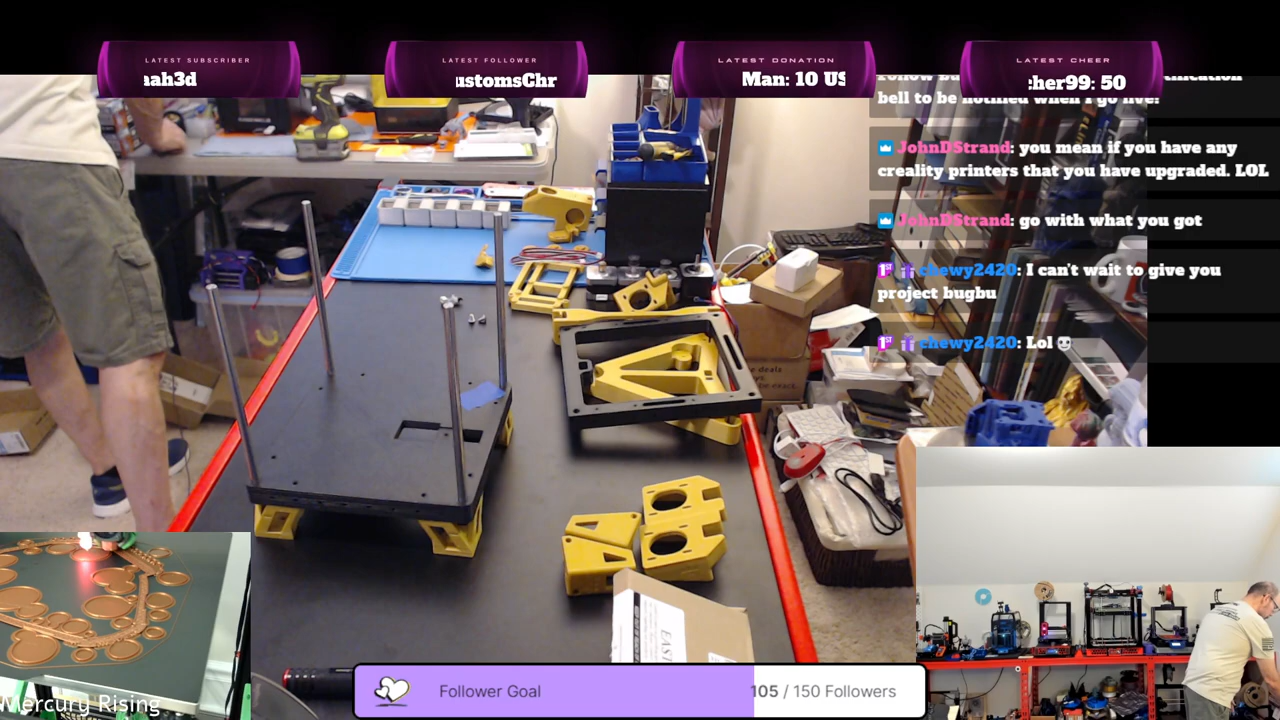 LATEST SUBSCRIBER
LATEST FOLLOWER
LATEST DONATION
LATEST CHEER
ah3d
ustomsChr
Man: 10 US
cher99: 50
bell to be notified when I go live!
JohnDStrand: you mean if you have any
creality printers that you have upgraded. LOL
JohnDStrand: go with what you got
chewy2420: I can't wait to give you
project bugbu
chewy2420: Lol
Mercury Rising
Follower Goal
105 / 150 Followers